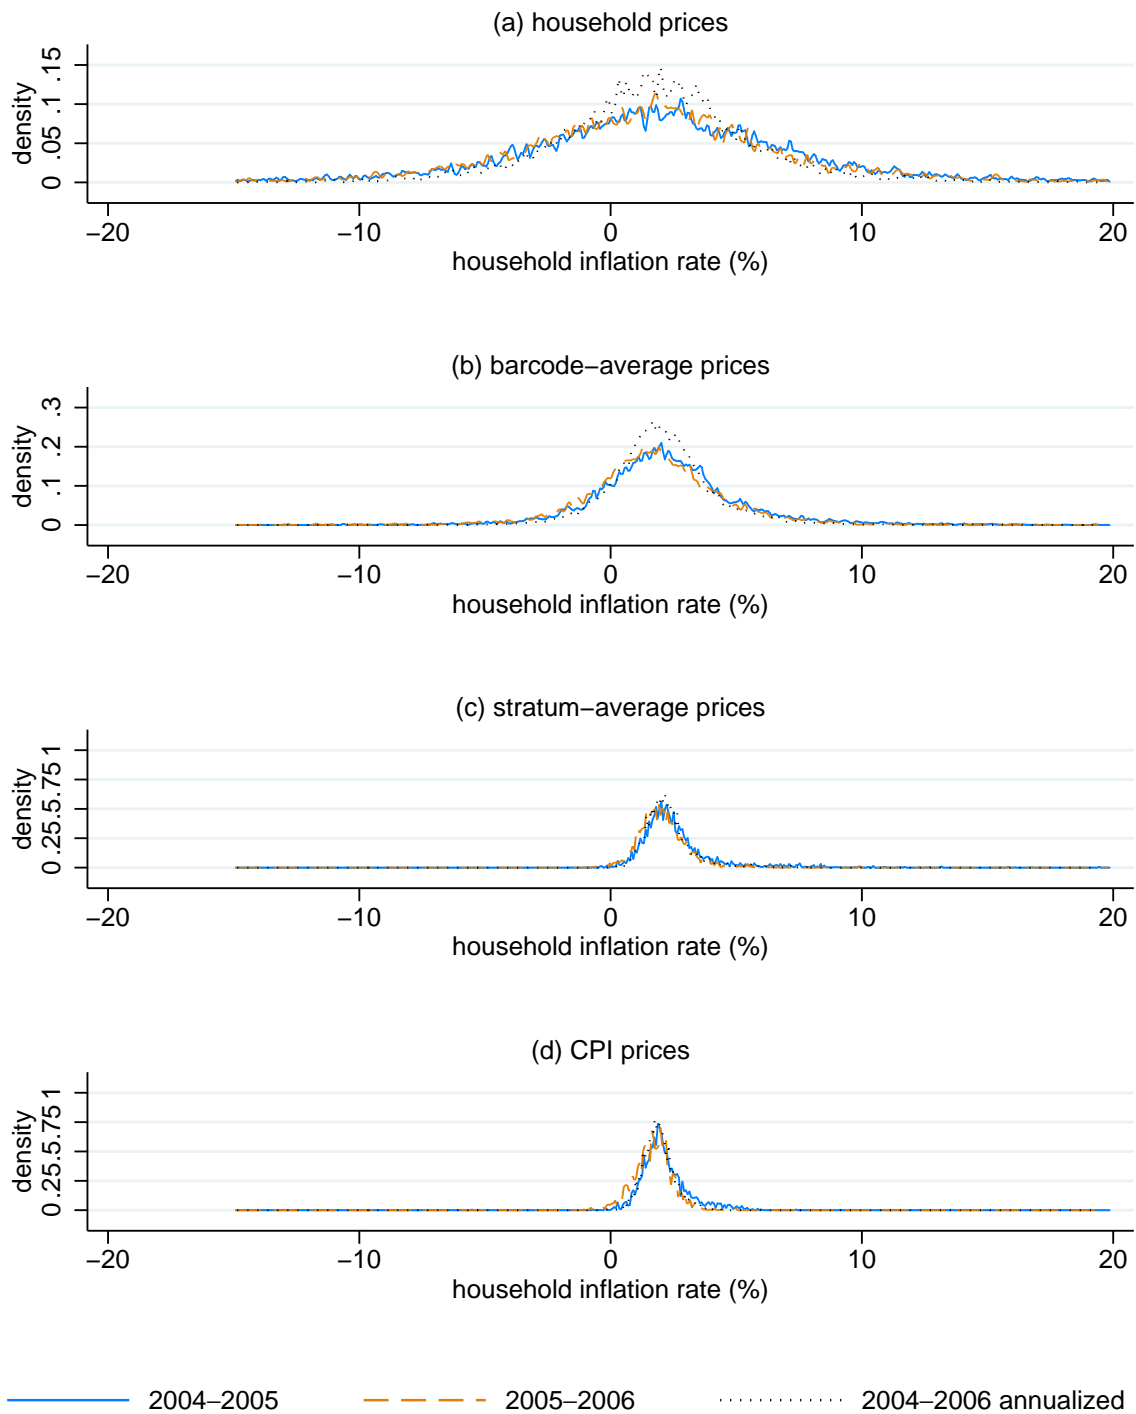 (a) household prices
density
0 .05 .1 .15
−20 −10 0 10 20
household inflation rate (%)
(b) barcode−average prices
density
0 .1 .2 .3
−20 −10 0 10 20
household inflation rate (%)
(c) stratum−average prices
density
0 .25 .5 .75 1
−20 −10 0 10 20
household inflation rate (%)
(d) CPI prices
density
0 .25 .5 .75 1
−20 −10 0 10 20
household inflation rate (%)
2004−2005 2005−2006 2004−2006 annualized